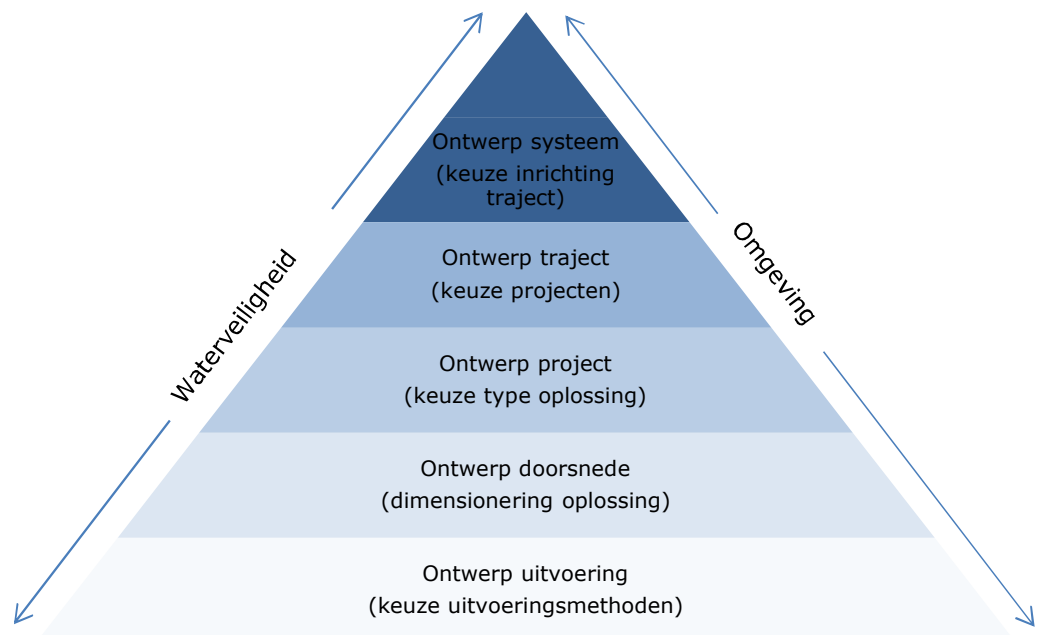 Ontwerp systeem
(keuze inrichting
traject)
Ontwerp traject
(keuze projecten)
Ontwerp project
(keuze type oplossing)
Ontwerp doorsnede
(dimensionering oplossing)
Ontwerp uitvoering
(keuze uitvoeringsmethoden)
Waterveiligheid
Omgeving